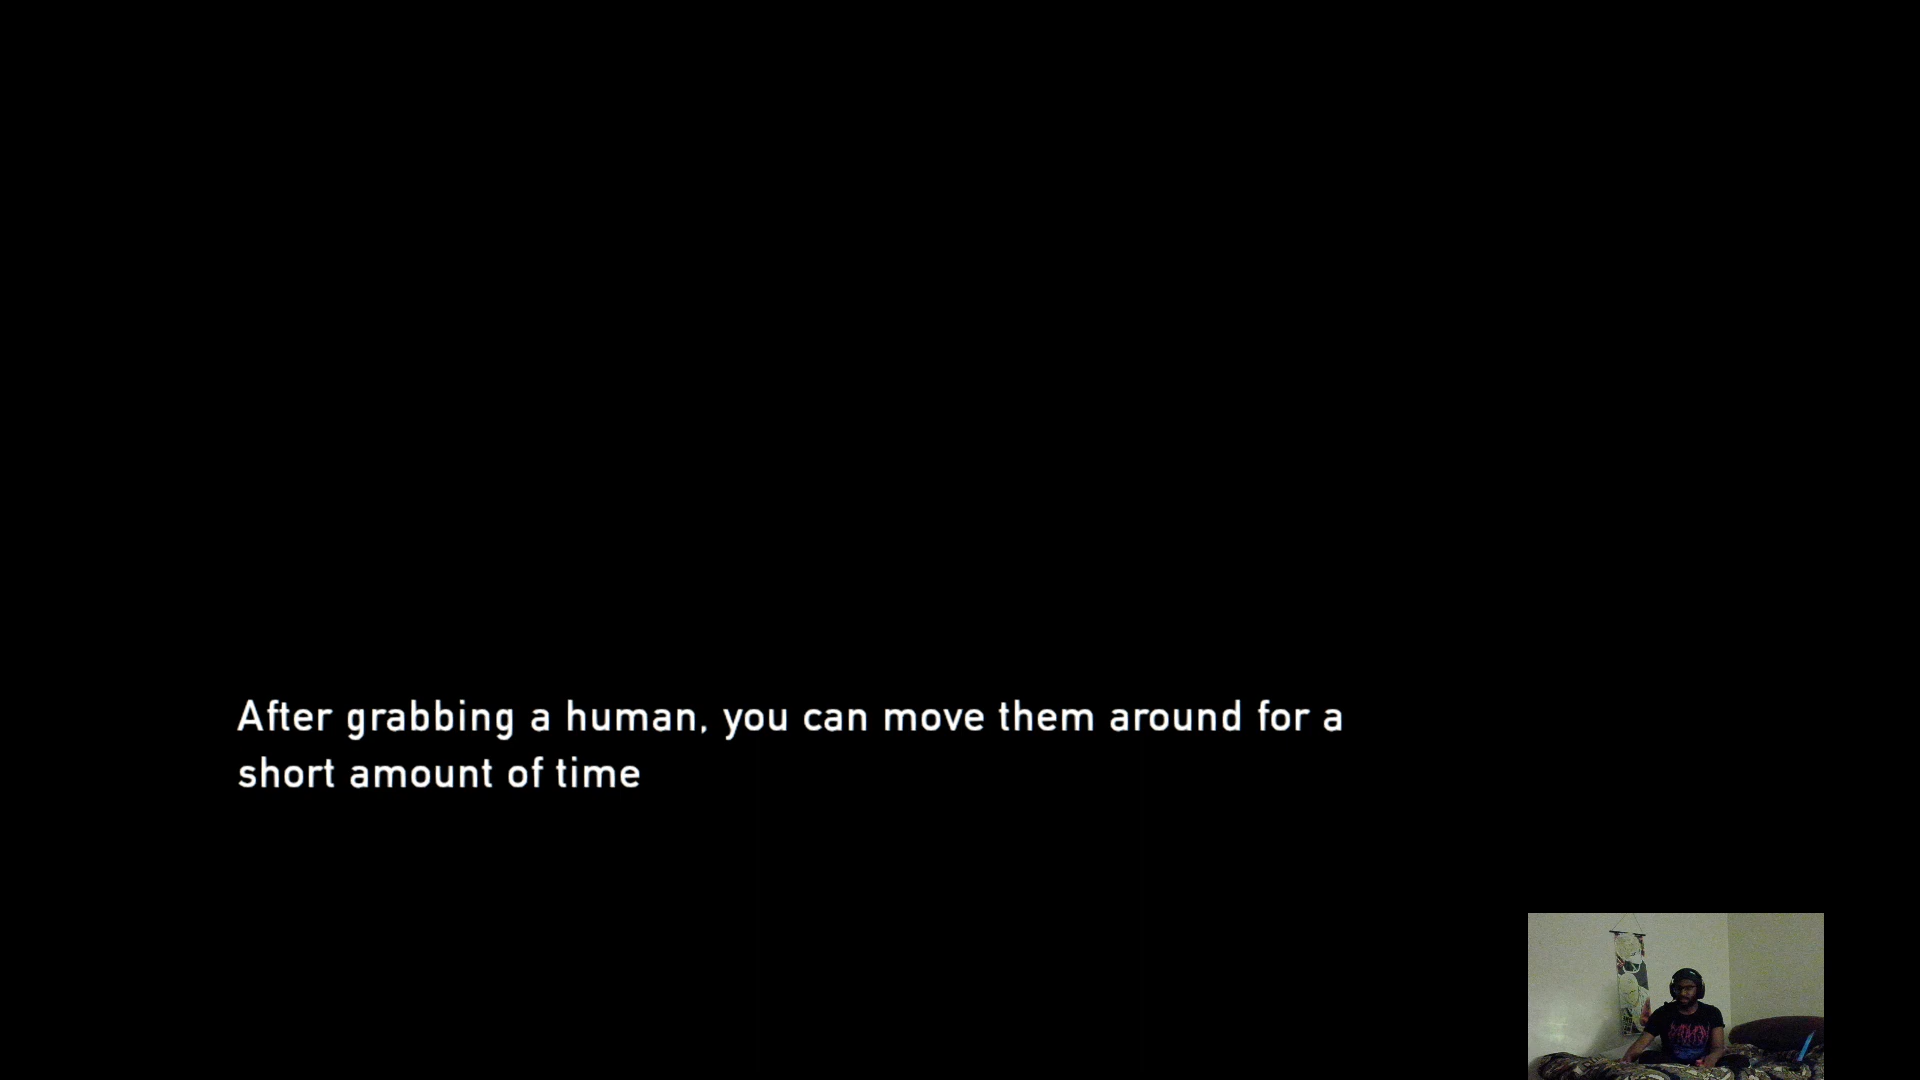 After grabbing a human, you can move them around for a
short amount of time